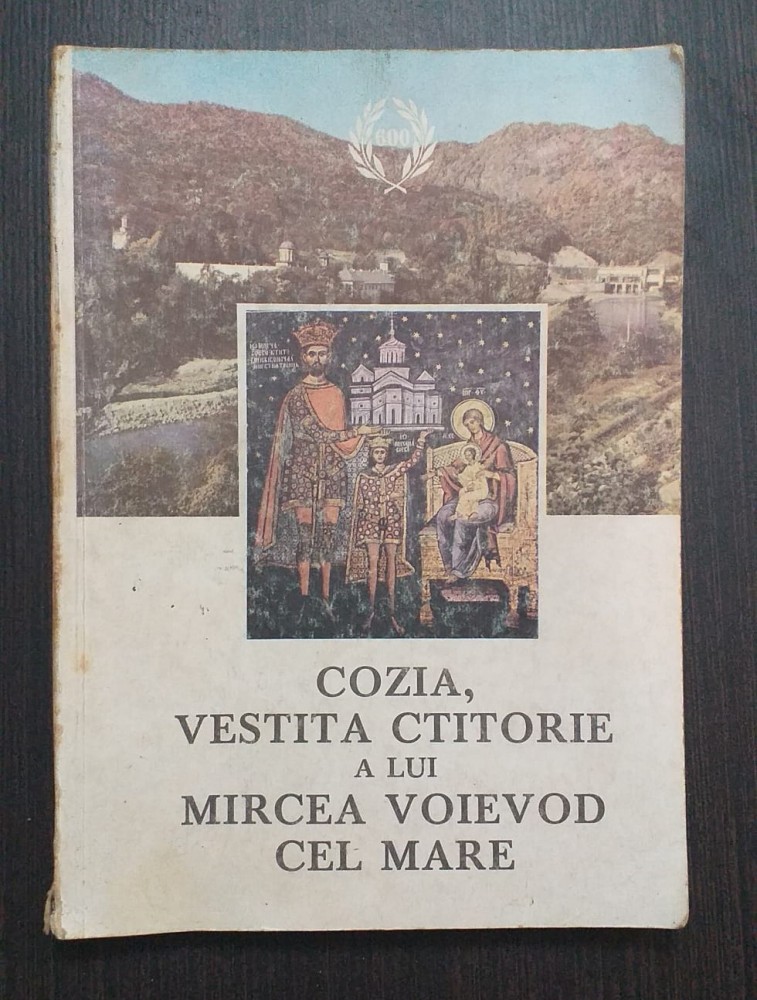 600
COZIA,
VESTITA CTITORIE
A LUI
MIRCEA VOIEVOD
CEL MARE